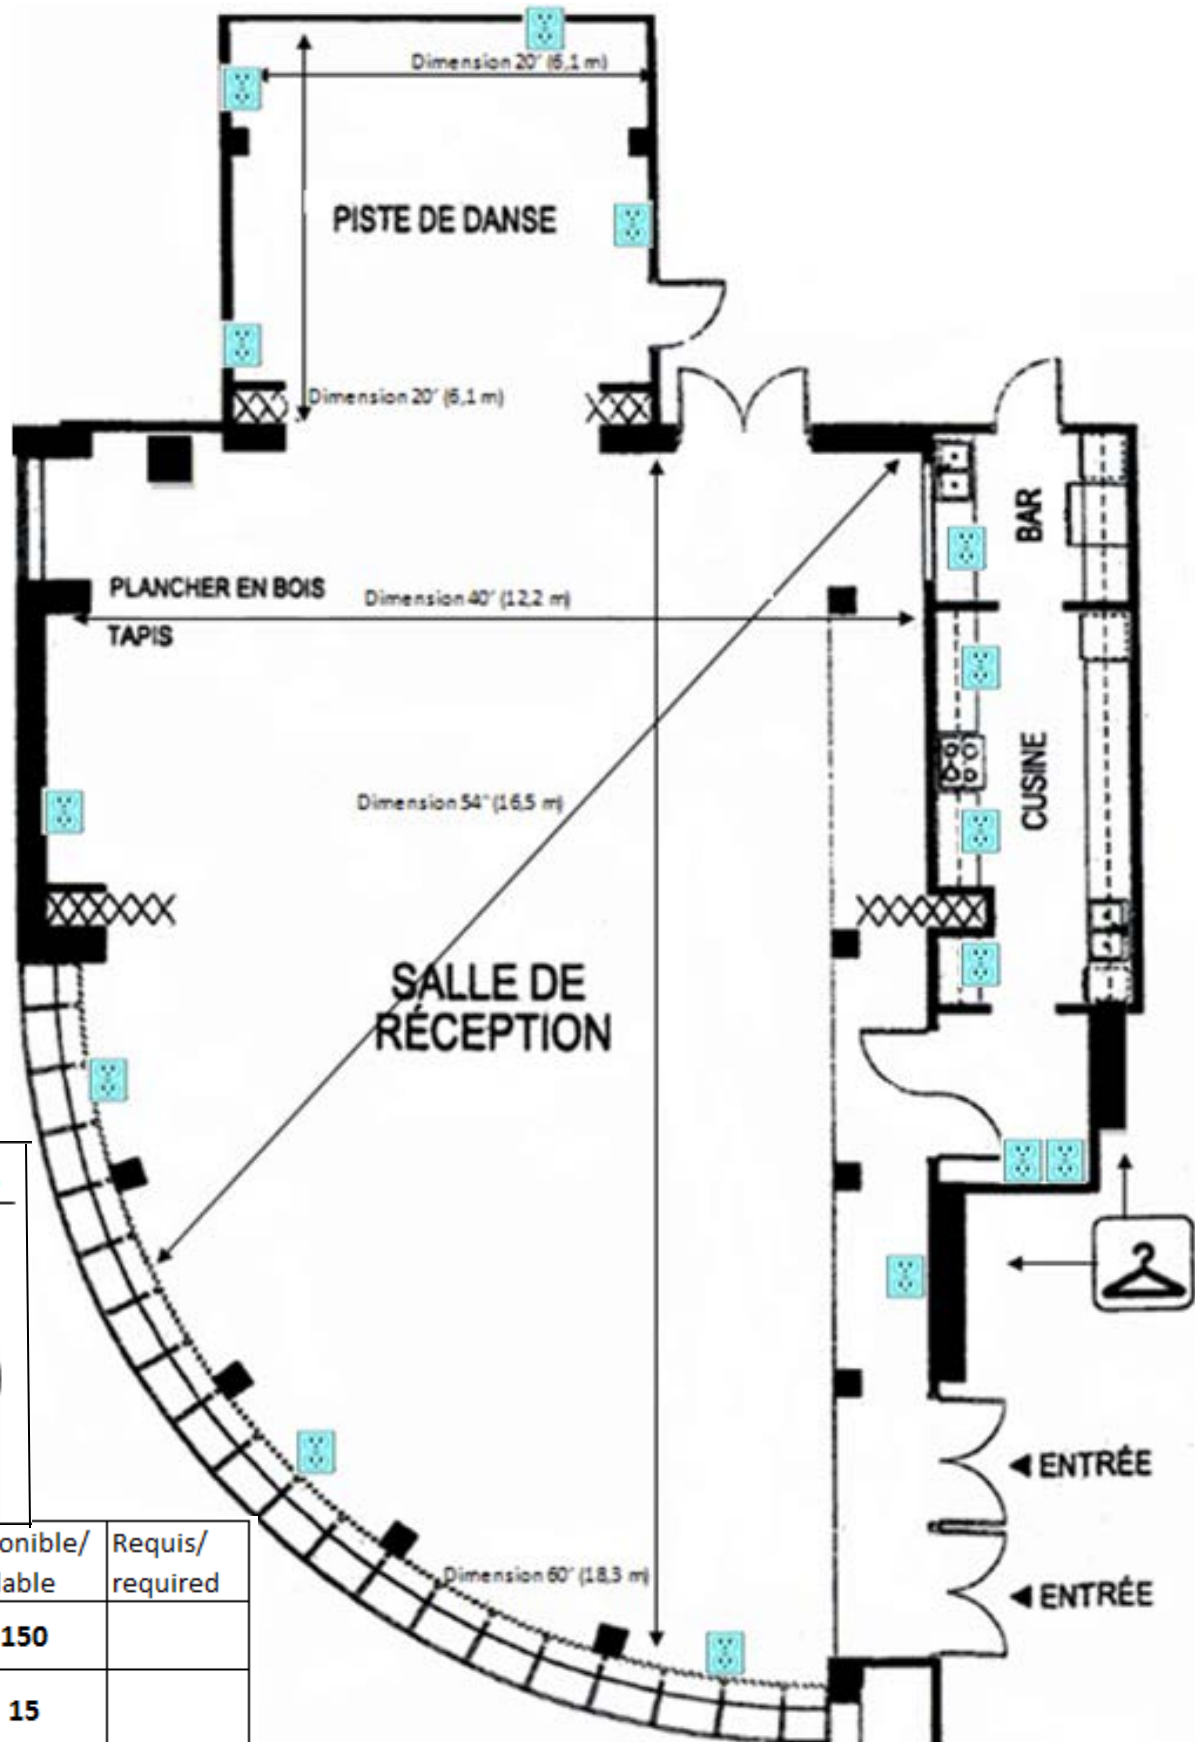 Dimension 20' (6,1 m)
PISTE DE DANSE
Dimension 20' (6,1 m)
BAR
PLANCHER EN BOIS
Dimension 40' (12,2 m)
TAPIS
CUSINE
Dimension 54" (16,5 m)
SALLE DE
RÉCEPTION
ENTRÉE
Dimension 60' (18,3 m)
ENTRÉE
onible/
Requis/
lable
required
150
15